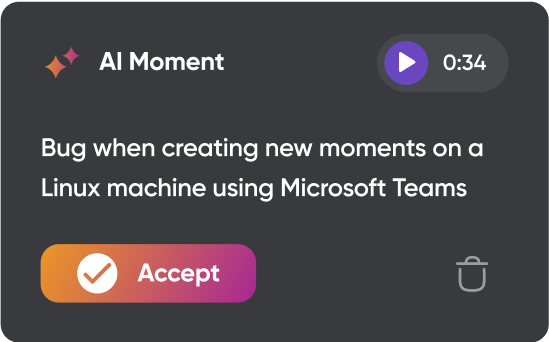 AI Moment
0:34
Bug when creating new moments on a
Linux machine using Microsoft Teams
Accept